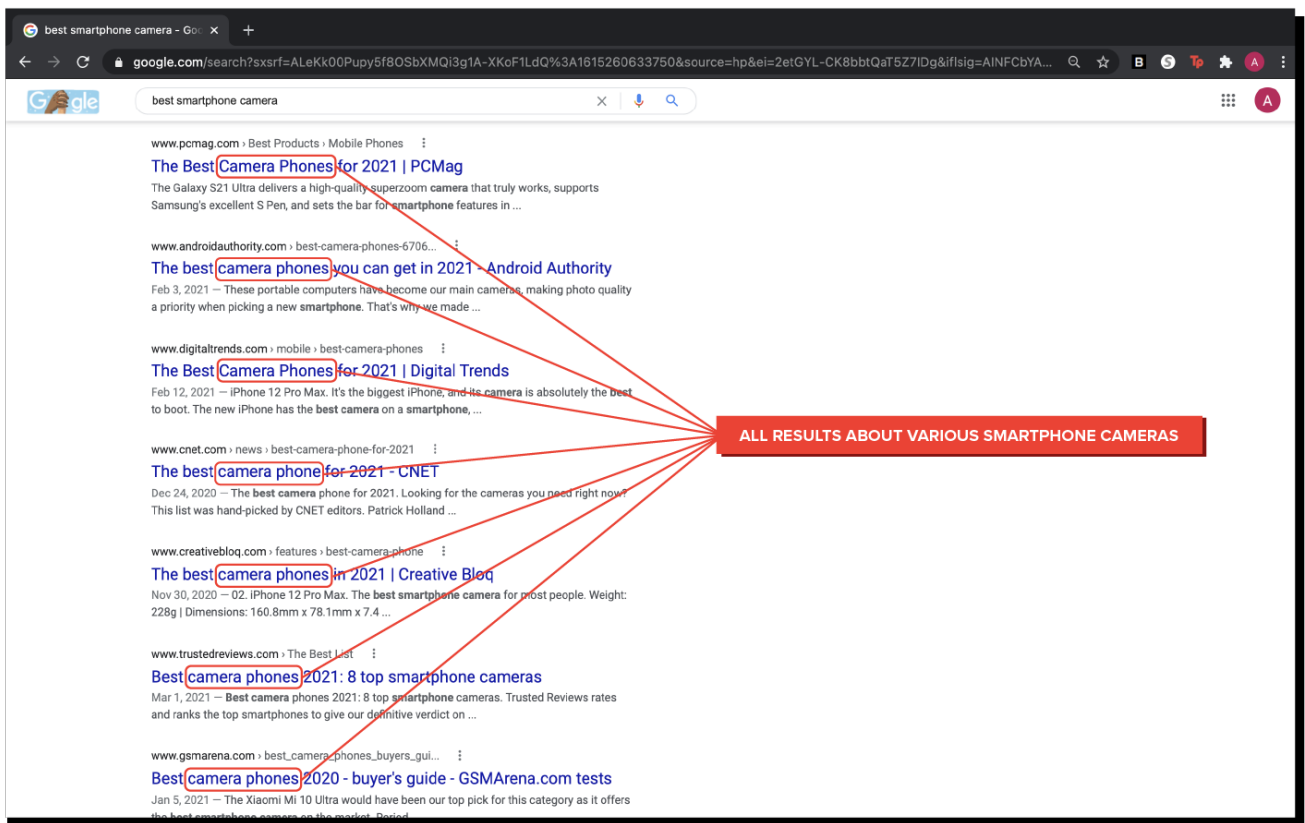 best smartphone camera - Goo
google.com/search?sxsrf=ALeKk00Pupy5f8OSbXMQi3g1A-XKoF1LdQ%3A1615260633750&source=hp&ei=2etGYL-CK8bbtQaT5Z7IDg&iflsig=AINFCbYA...
B S Tp A
Google
best smartphone camera
A
www.pcmag.com › Best Products › Mobile Phones
The Best Camera Phones for 2021 | PCMag
The Galaxy S21 Ultra delivers a high-quality superzoom camera that truly works, supports
Samsung's excellent S Pen, and sets the bar for smartphone features in ...
www.androidauthority.com › best-camera-phones-6706...
The best camera phones you can get in 2021 - Android Authority
Feb 3, 2021 — These portable computers have become our main cameras, making photo quality
a priority when picking a new smartphone. That's why we made ...
www.digitaltrends.com › mobile › best-camera-phones
The Best Camera Phones for 2021 | Digital Trends
Feb 12, 2021 — iPhone 12 Pro Max. It's the biggest iPhone, and its camera is absolutely the best
to boot. The new iPhone has the best camera on a smartphone, ...
ALL RESULTS ABOUT VARIOUS SMARTPHONE CAMERAS
www.cnet.com › news › best-camera-phone-for-2021
The best camera phone for 2021 - CNET
Dec 24, 2020 — The best camera phone for 2021. Looking for the cameras you need right now?
This list was hand-picked by CNET editors. Patrick Holland ...
www.creativebloq.com › features › best-camera-phone
The best camera phones in 2021 | Creative Bloq
Nov 30, 2020 — 02. iPhone 12 Pro Max. The best smartphone camera for most people. Weight:
228g | Dimensions: 160.8mm x 78.1mm x 7.4 ...
www.trustedreviews.com › The Best List
Best camera phones 2021: 8 top smartphone cameras
Mar 1, 2021 — Best camera phones 2021: 8 top smartphone cameras. Trusted Reviews rates
and ranks the top smartphones to give our definitive verdict on ...
www.gsmarena.com › best_camera_phones_buyers_gui...
Best camera phones 2020 - buyer's guide - GSMArena.com tests
Jan 5, 2021 — The Xiaomi Mi 10 Ultra would have been our top pick for this category as it offers
the best smartphone camera on the market. Period